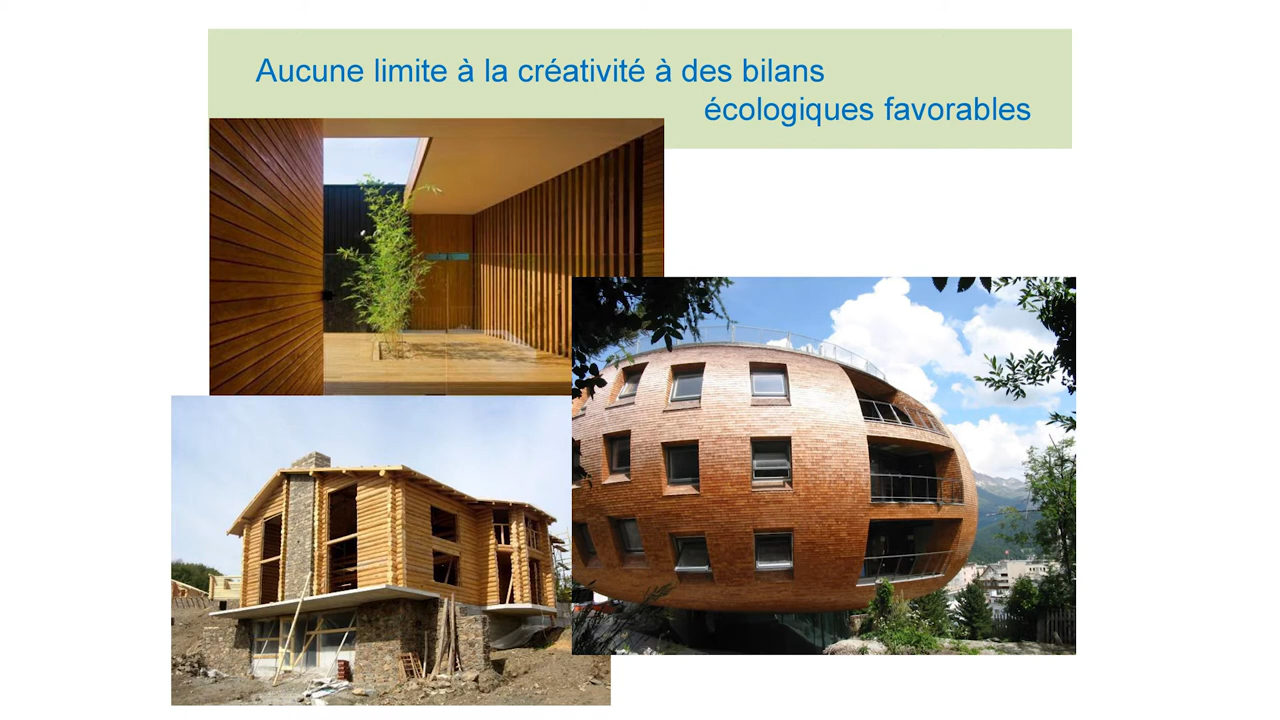 Aucune limite à la créativité à des bilans
écologiques favorables